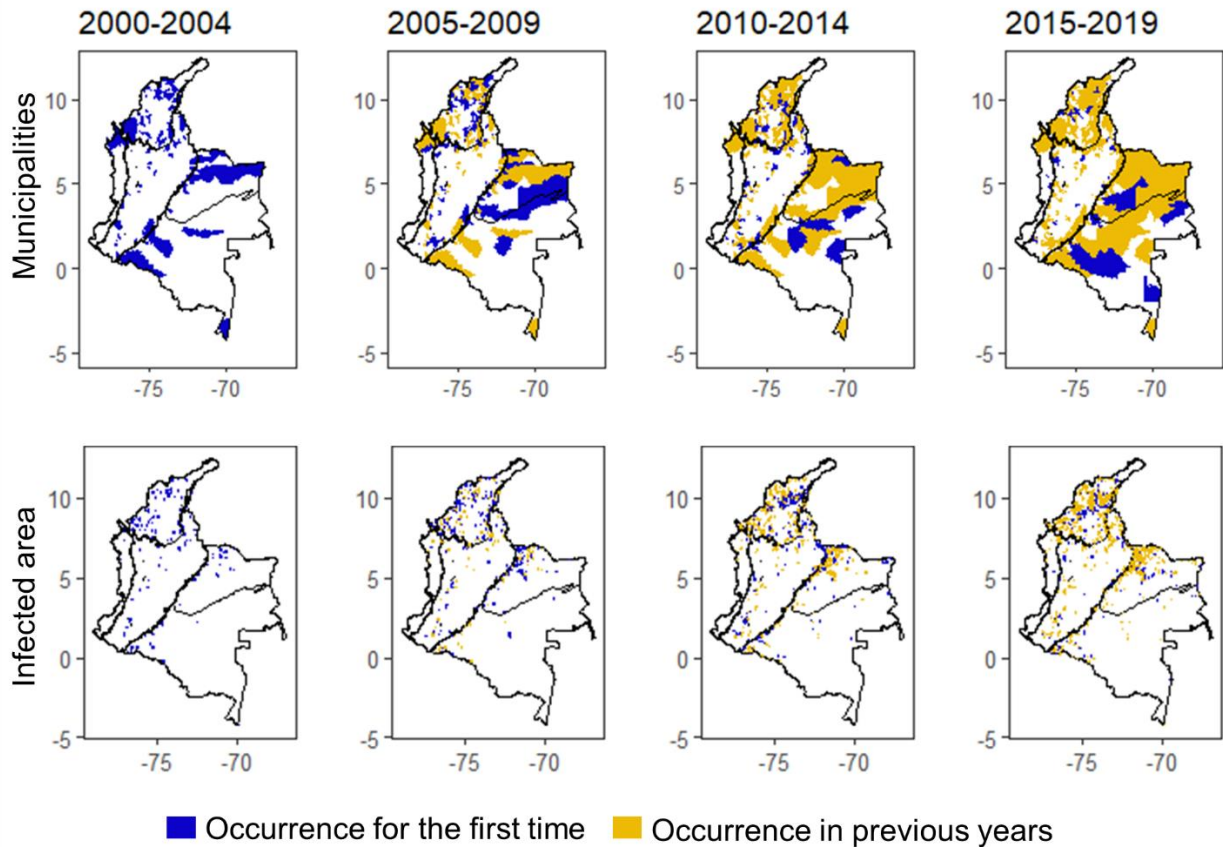 2000-2004 2005-2009 2010-2014 2015-2019
Municipalities
10 10 10 10
5 5 5 5
0 0 0 0
-5 -5 -5 -5
-75 -70 -75 -70 -75 -70 -75 -70
Infected area
10 10 10 10
5 5 5 5
0 0 0 0
-5 -5 -5 -5
-75 -70 -75 -70 -75 -70 -75 -70
Occurrence for the first time Occurrence in previous years